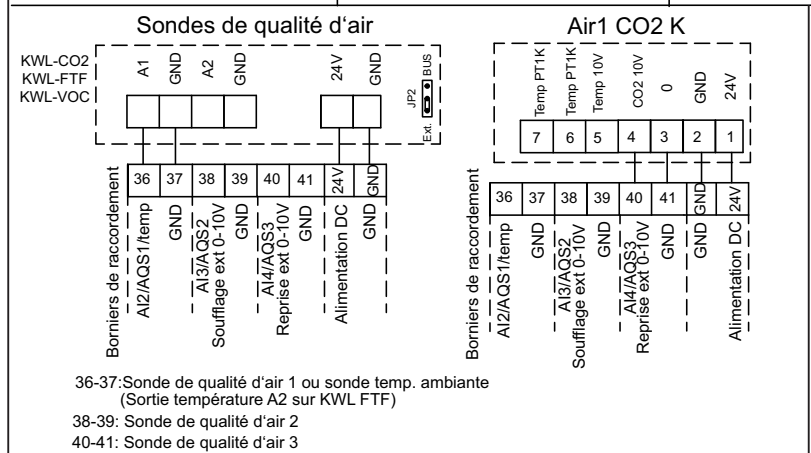 Sondes de qualité d‘air
KWL-CO2
KWL-FTF
KWL-VOC
A1
GND
A2
GND
24V
GND
JP2
BUS
Ext.
36
37
38
39
40
41
24V
GND
Borniers de raccordement
AI2/AQS1/temp
GND
AI3/AQS2
Soufflage ext 0-10V
GND
AI4/AQS3
Reprise ext 0-10V
GND
Alimentation DC
GND
Air1 CO2 K
Temp PT1K
Temp PT1K
Temp 10V
CO2 10V
0
GND
24V
7
6
5
4
3
2
1
36
37
38
39
40
41
GND
24V
Borniers de raccordement
AI2/AQS1/temp
GND
AI3/AQS2
Soufflage ext 0-10V
GND
AI4/AQS3
Reprise ext 0-10V
GND
GND
Alimentation DC
36-37:Sonde de qualité d‘air 1 ou sonde temp. ambiante
(Sortie température A2 sur KWL FTF)
38-39: Sonde de qualité d‘air 2
40-41: Sonde de qualité d‘air 3